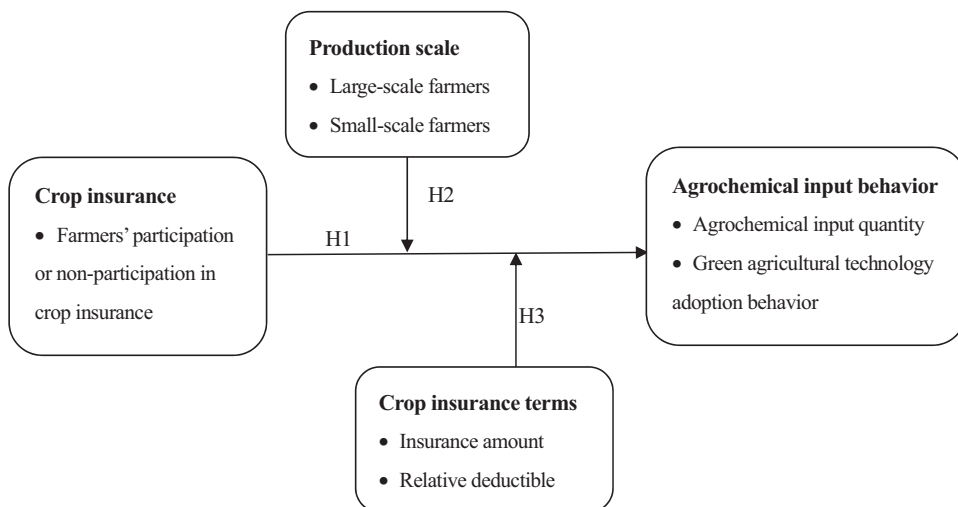 Production scale
• Large-scale farmers
• Small-scale farmers
Crop insurance
• Farmers' participation
or non-participation in
crop insurance
H1
H2
Agrochemical input behavior
• Agrochemical input quantity
• Green agricultural technology
adoption behavior
H3
Crop insurance terms
• Insurance amount
• Relative deductible